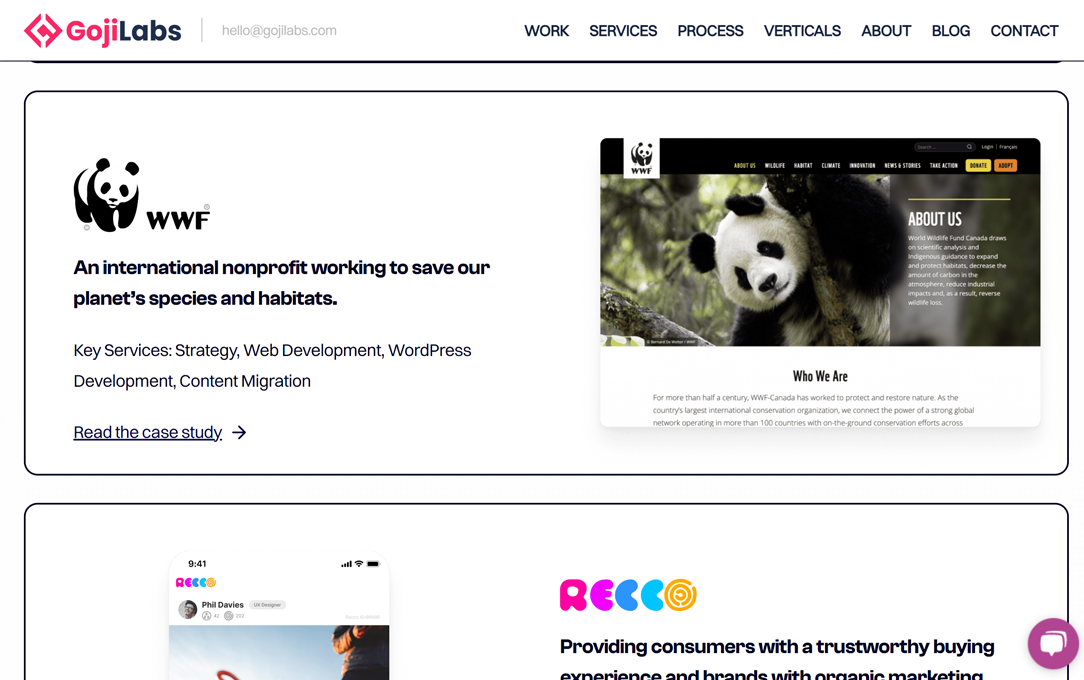 GojiLabs
hello@gojilabs.com
WORK SERVICES PROCESS VERTICALS ABOUT BLOG CONTACT
WWF
An international nonprofit working to save our
planet's species and habitats.
Key Services: Strategy, Web Development, WordPress
Development, Content Migration
Read the case study →
WWF
Search...
Login | Français
ABOUT US WILDLIFE HABITAT CLIMATE INNOVATION NEWS & STORIES TAKE ACTION DONATE ADOPT
ABOUT US
World Wildlife Fund Canada draws
on scientific analysis and
Indigenous guidance to expand
and protect habitats, decrease the
amount of carbon in the
atmosphere, reduce industrial
impacts and, as a result, reverse
wildlife loss.
© Bernard De Wetter / WWF
Who We Are
For more than half a century, WWF-Canada has worked to protect and restore nature. As the
country's largest international conservation organization, we connect the power of a strong global
network operating in more than 100 countries with on-the-ground conservation efforts across
9:41
RECCO
Phil Davies UX Designer
42 202
RECCO
Providing consumers with a trustworthy buying
experience and brands with organic marketing